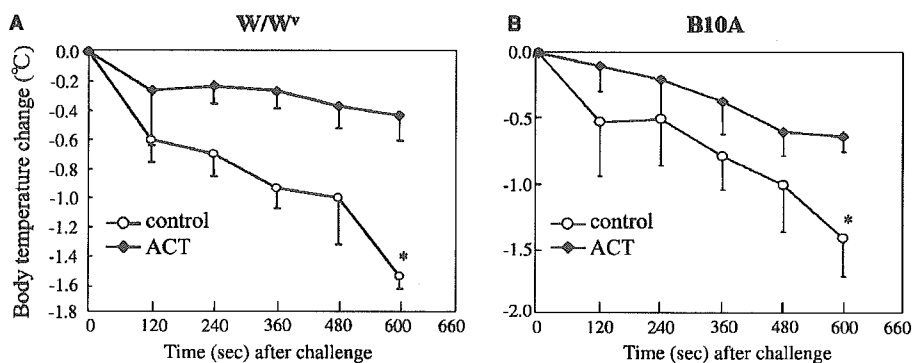 A
W/Wᵛ
Body temperature change (℃)
0.0
-0.2
-0.4
-0.6
-0.8
-1.0
-1.2
-1.4
-1.6
-1.8
control
ACT
*
0 120 240 360 480 600 660
Time (sec) after challenge
B
B10A
-0.0
-0.5
-1.0
-1.5
-2.0
control
ACT
*
0 120 240 360 480 600 660
Time (sec) after challenge